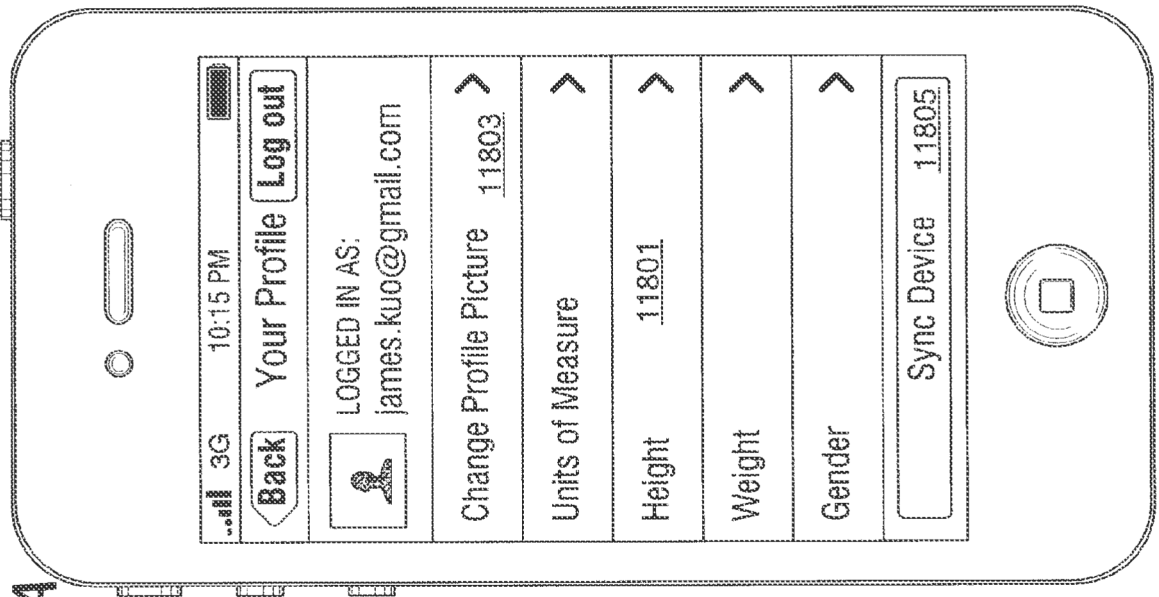 3G 10:15 PM
Back Your Profile Log out
LOGGED IN AS:
james.kuo@gmail.com
Change Profile Picture 11803
Units of Measure
Height 11801
Weight
Gender
Sync Device 11805